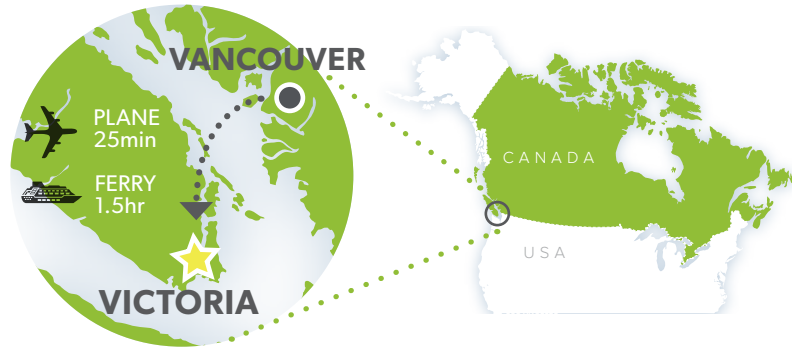 VANCOUVER
PLANE
25min
FERRY
1.5hr
VICTORIA
CANADA
USA